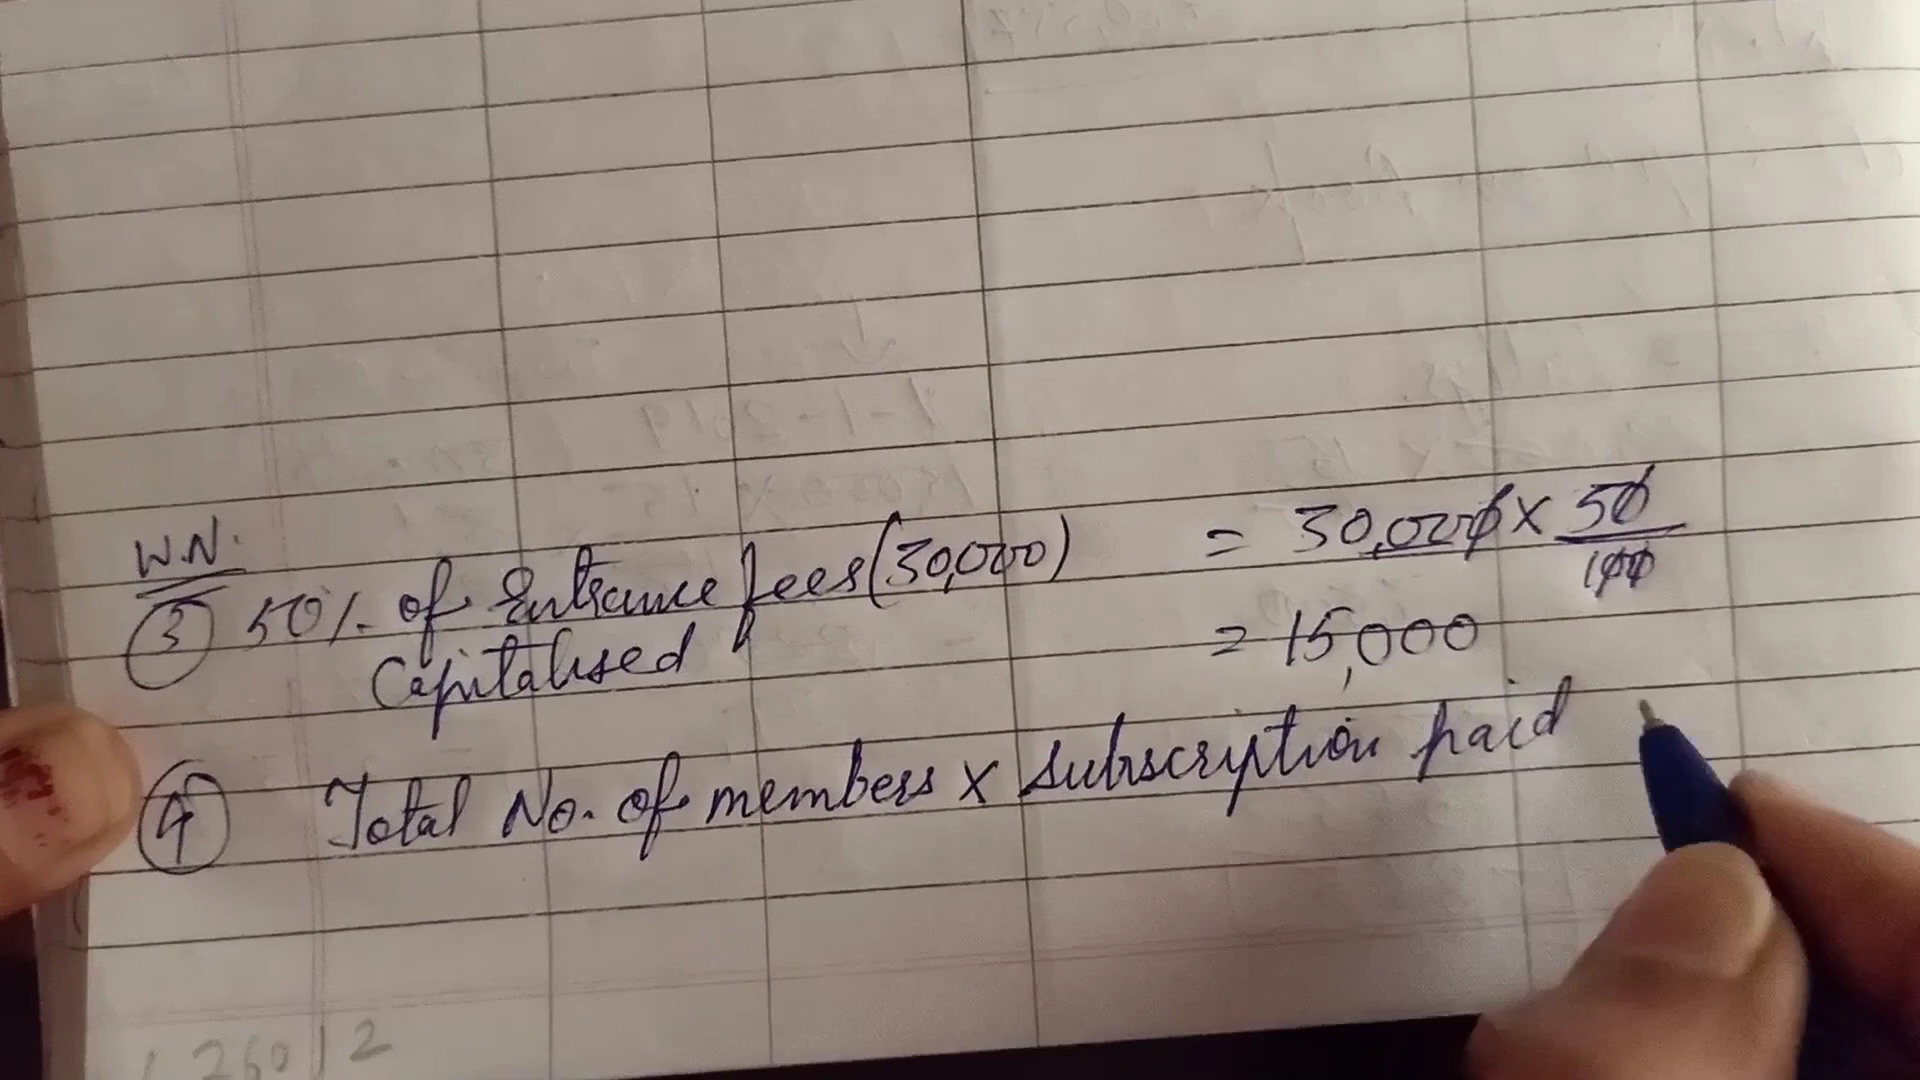 W.N.
③ 50%. of Entrance fees (30,000) = 30,000 × 50/100
Capitalised = 15,000
④ Total No. of members × subscription paid
26012